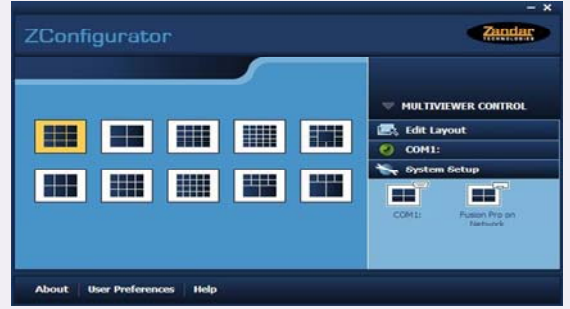 ZConfigurator
Zandar
TECHNOLOGIES
MULTIVIEWER CONTROL
Edit Layout
COM1:
System Setup
COM1:
Fusion Pro on
Network
About
User Preferences
Help